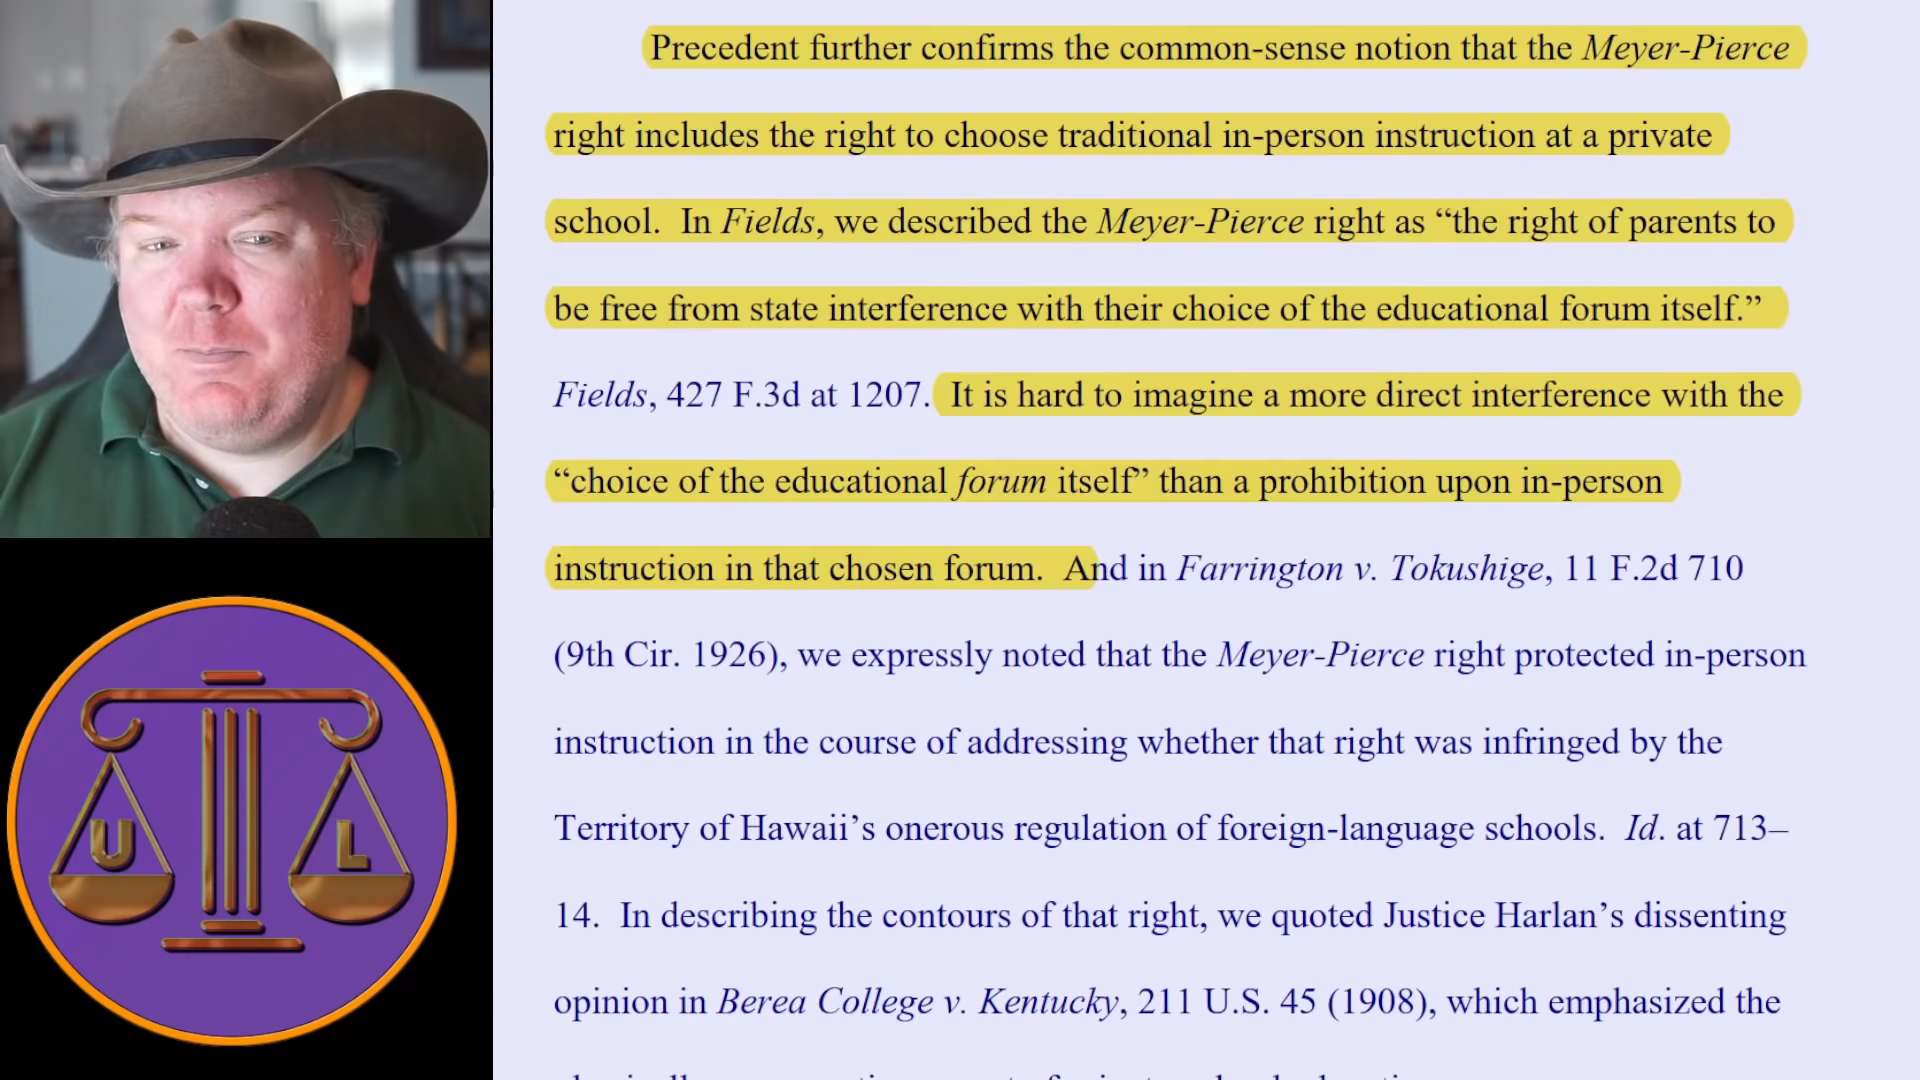 Precedent further confirms the common-sense notion that the Meyer-Pierce
right includes the right to choose traditional in-person instruction at a private
school. In Fields, we described the Meyer-Pierce right as “the right of parents to
be free from state interference with their choice of the educational forum itself.”
Fields, 427 F.3d at 1207. It is hard to imagine a more direct interference with the
“choice of the educational forum itself” than a prohibition upon in-person
instruction in that chosen forum. And in Farrington v. Tokushige, 11 F.2d 710
(9th Cir. 1926), we expressly noted that the Meyer-Pierce right protected in-person
instruction in the course of addressing whether that right was infringed by the
Territory of Hawaii’s onerous regulation of foreign-language schools. Id. at 713–
14. In describing the contours of that right, we quoted Justice Harlan’s dissenting
opinion in Berea College v. Kentucky, 211 U.S. 45 (1908), which emphasized the
U L